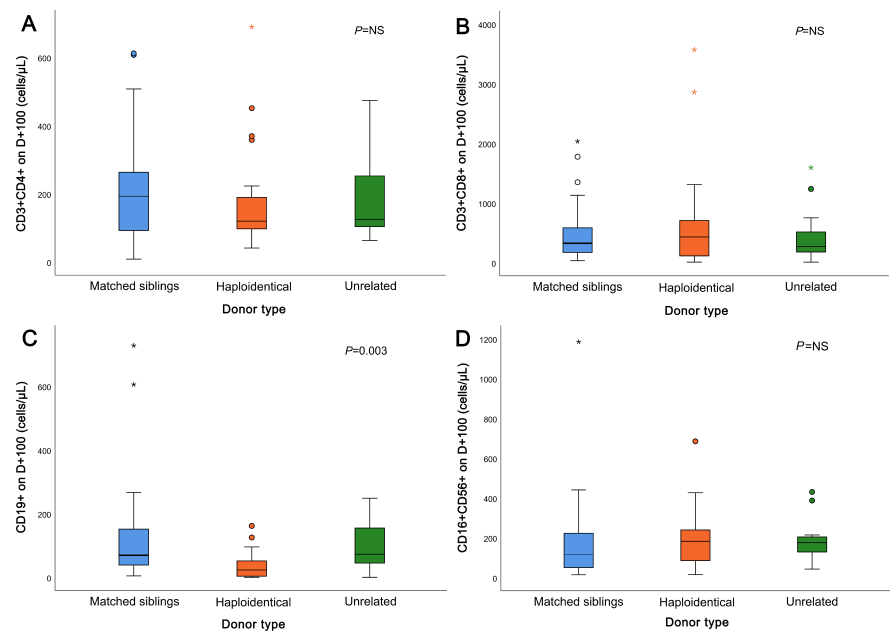 A
P=NS
CD3+CD4+ on D+100 (cells/µL)
600
400
200
0
Matched siblings Haploidentical Unrelated
Donor type
B
P=NS
CD3+CD8+ on D+100 (cells/µL)
4000
3000
2000
1000
500
0
Matched siblings Haploidentical Unrelated
Donor type
C
P=0.003
CD19+ on D+100 (cells/µL)
600
400
200
0
Matched siblings Haploidentical Unrelated
Donor type
D
P=NS
CD16+CD56+ on D+100 (cells/µL)
1200
1000
800
600
400
200
0
Matched siblings Haploidentical Unrelated
Donor type